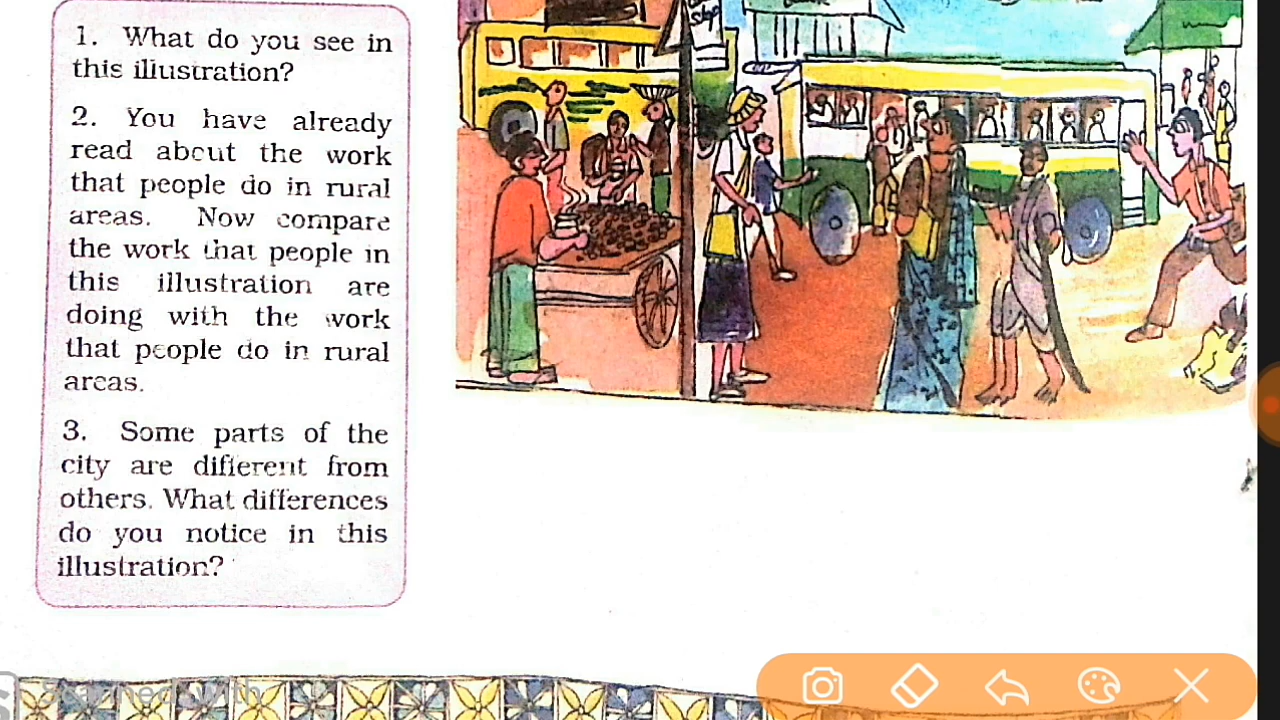 1. What do you see in
this illustration?
2. You have already
read about the work
that people do in rural
areas. Now compare
the work that people in
this illustration are
doing with the work
that people do in rural
areas.
3. Some parts of the
city are different from
others. What differences
do you notice in this
illustration?
Stop
Scanned with